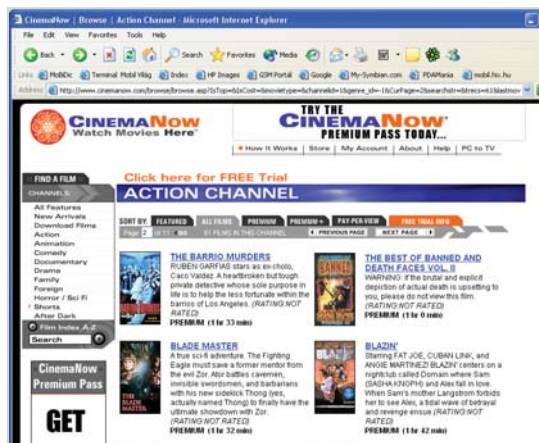 CinemaNow | Browse | Action Channel - Microsoft Internet Explorer
File Edit View Favorites Tools Help
Back Search Favorites Media
Links MobiDic Terminal Mobil Világ Index HP Images GSM Portál Google My-Symbian.com PDAMania mobil.hix.hu
Address http://www.cinemanow.com/browse/browse.asp?
CINEMANOW
Watch Movies Here
TRY THE
CINEMANOW
PREMIUM PASS TODAY...
How It Works | Store | My Account | About | Help | PC to TV
FIND A FILM
CHANNELS:
All Features
New Arrivals
Download Films
Action
Animation
Comedy
Documentary
Drama
Family
Foreign
Horror / Sci Fi
Shorts
After Dark
Film Index A-Z
Search
CinemaNow
Premium Pass
GET
Click here for FREE Trial
ACTION CHANNEL
SORT BY: FEATURED ALL FILMS PREMIUM PREMIUM+ PAY-PER-VIEW FREE TRIAL INFO
Page 2 of 11 GO 81 FILMS IN THIS CHANNEL PREVIOUS PAGE NEXT PAGE
THE BARRIO MURDERS
RUBEN GARFIAS stars as ex-cholo,
Caco Valdez. A heartbroken but tough
private detective whose sole purpose in
life is to help the less fortunate within the
barrios of Los Angeles. (RATING:NOT
RATED)
PREMIUM (1 hr 33 min)
THE BEST OF BANNED AND
DEATH FACES VOL. II
WARNING: If the brutal and explicit
depiction of actual death is upsetting to
you, please do not view this film.
(RATING:NOT RATED)
PREMIUM (1 hr 0 min)
BLADE MASTER
A true sci-fi adventure. The Fighting
Eagle must save a former mentor from
the evil Zor. Ator battles cavemen,
invisible swordsmen, and barbarians
with his new sidekick Thong (yes,
actually named Thong) to finally have the
ultimate showdown with Zor.
(RATING:NOT RATED)
PREMIUM (1 hr 32 min)
BLAZIN'
Starring FAT JOE, CUBAN LINK, and
ANGIE MARTINEZ! BLAZIN' centers on a
nightclub called Domain where Sam
(SASHA KNOPH) and Alex fall in love.
When Sam's mother Langstrom forbids
her to see Alex, a tidal wave of betrayal
and revenge ensue (RATING:NOT
RATED)
PREMIUM (1 hr 42 min)